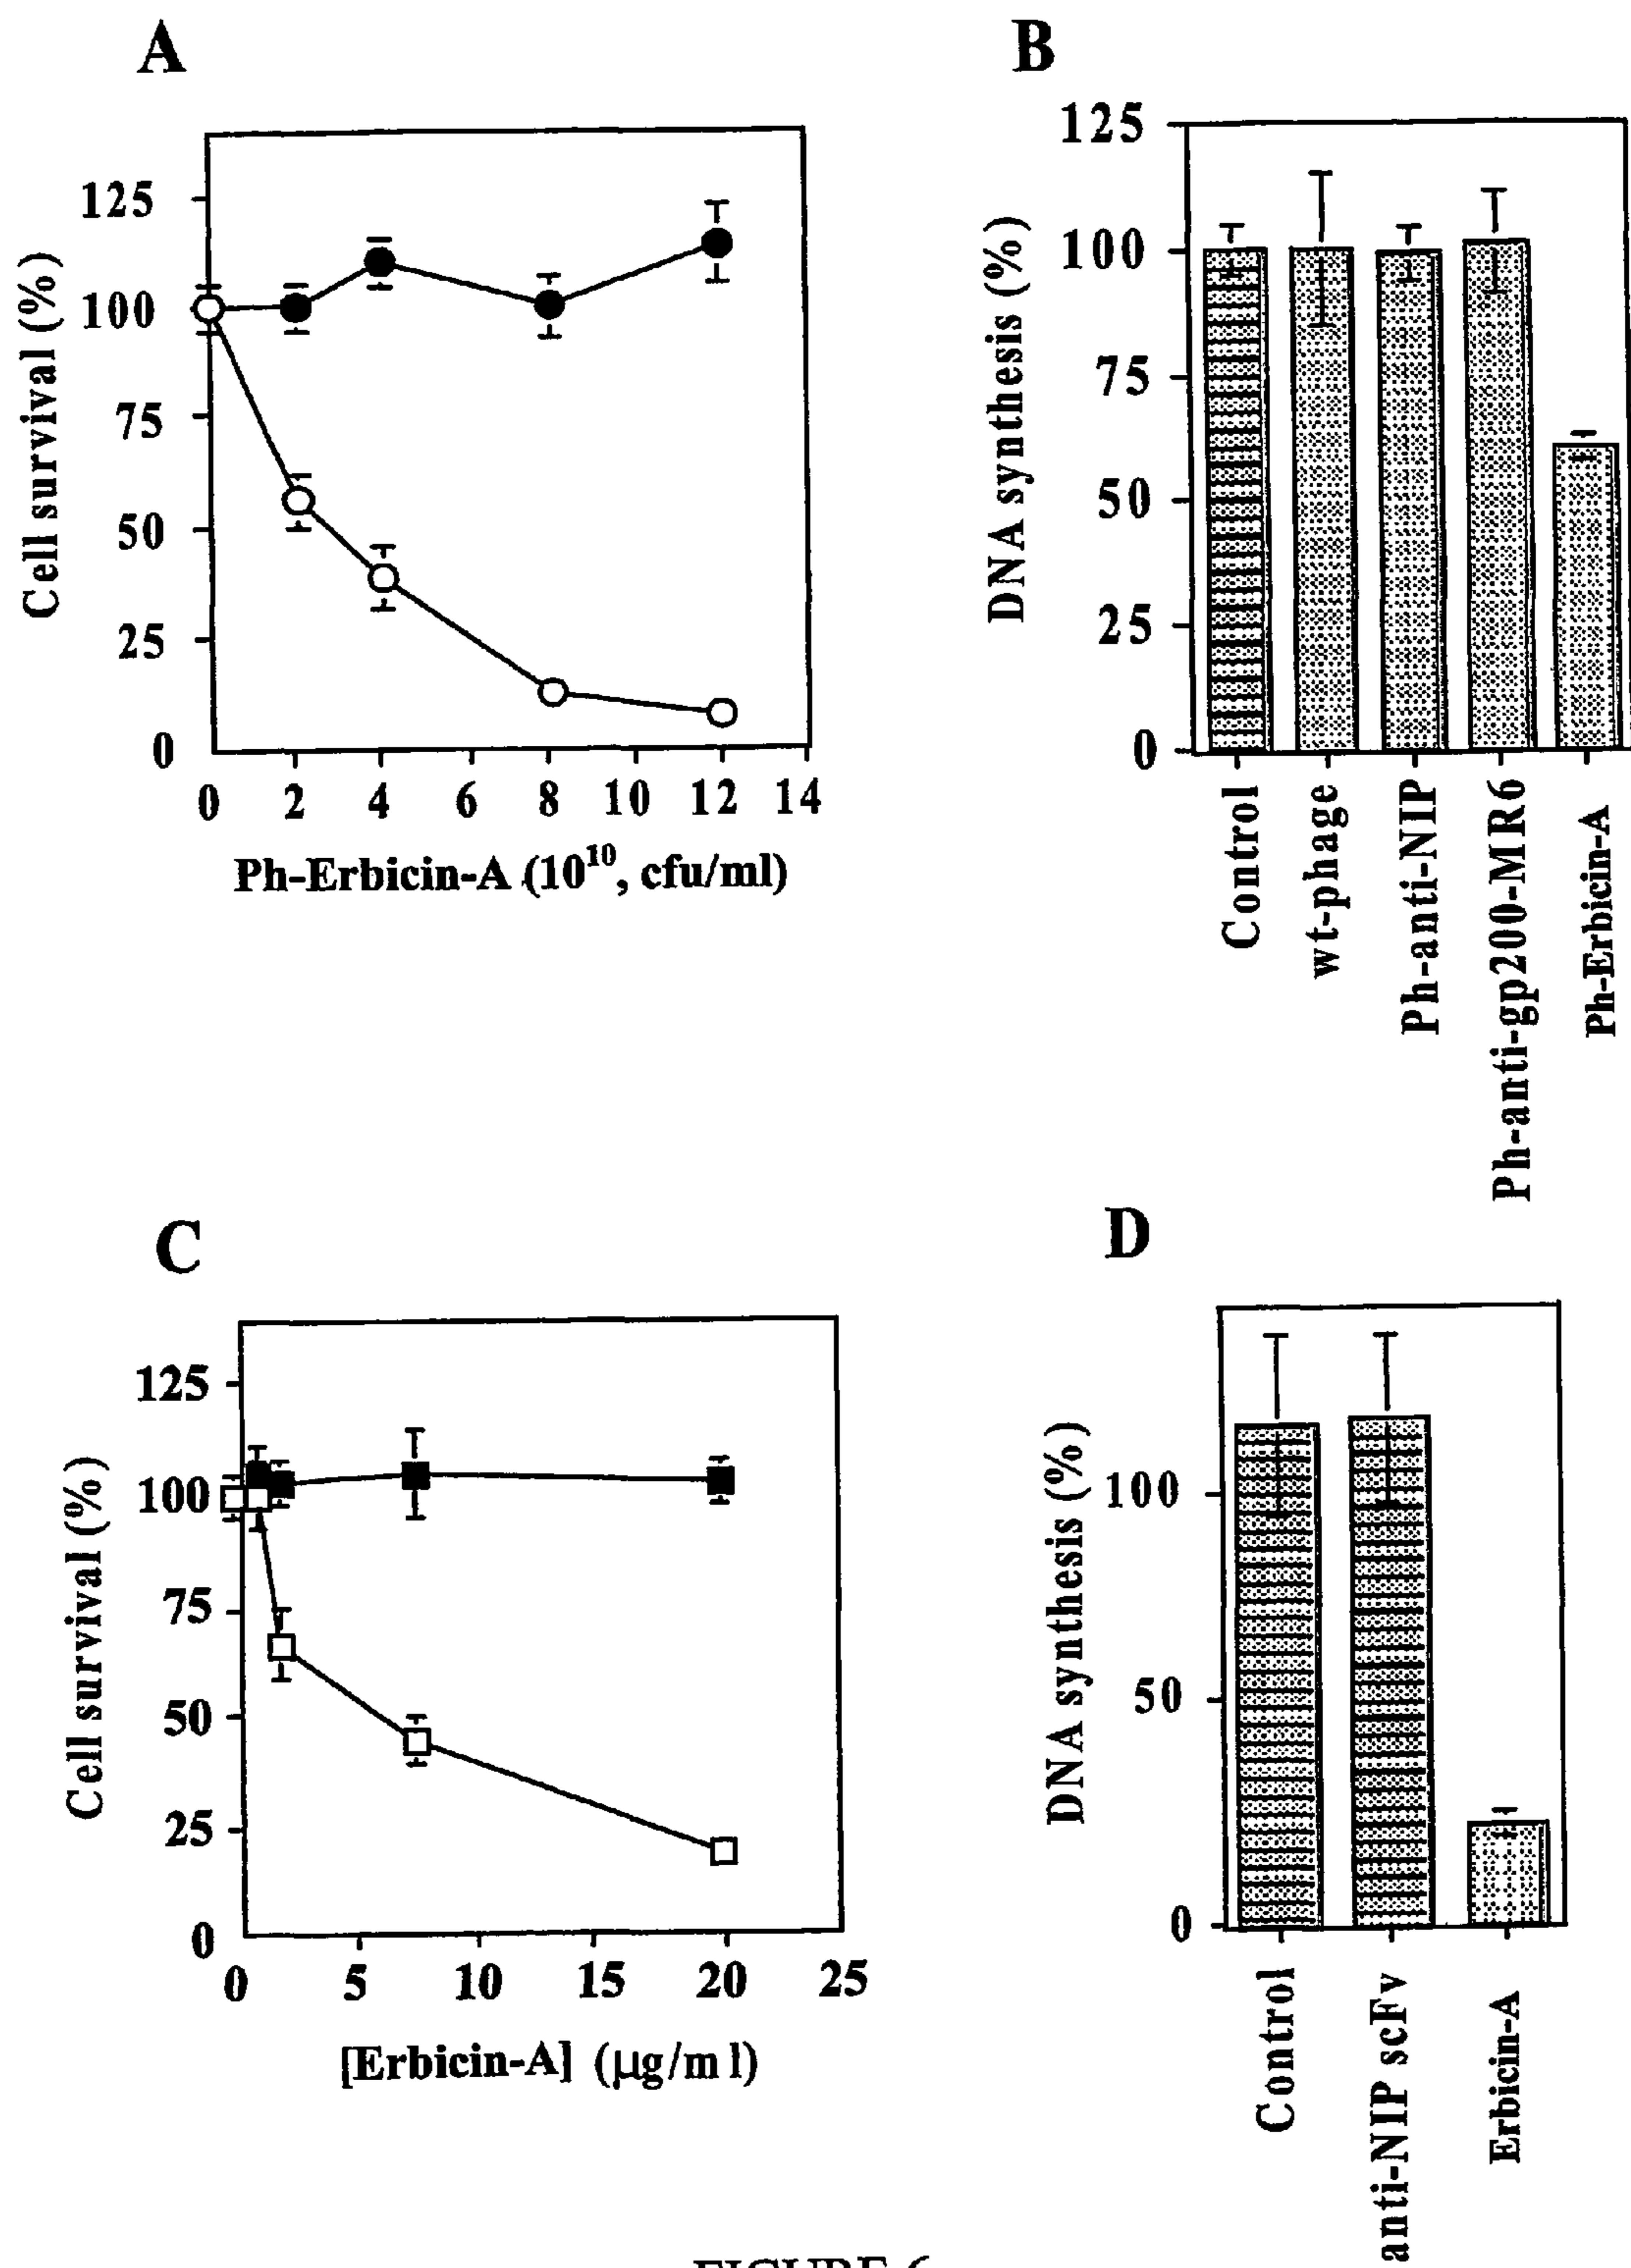 A
Cell survival (%)
125
100
75
50
25
0
0 2 4 6 8 10 12 14
Ph-Erbicin-A (10¹⁰, cfu/ml)
B
DNA synthesis (%)
125
100
75
50
25
0
Control
wt-phage
Ph-anti-NIP
Ph-anti-gp200-MR6
Ph-Erbicin-A
C
Cell survival (%)
125
100
75
50
25
0
0 5 10 15 20 25
[Erbicin-A] (µg/ml)
D
DNA synthesis (%)
100
50
0
Control
anti-NIP scFv
Erbicin-A
FIGURE 6